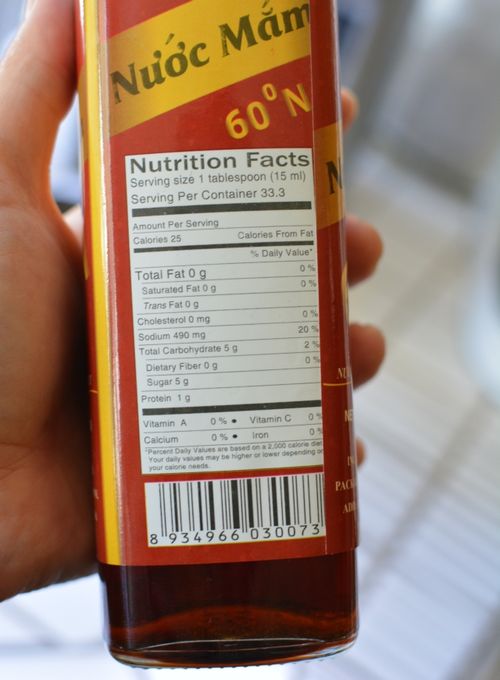 Nước Mắm
60⁰N
Nutrition Facts
Serving size 1 tablespoon (15 ml)
Serving Per Container 33.3
Amount Per Serving
Calories 25 Calories From Fat
% Daily Value*
Total Fat 0 g 0 %
Saturated Fat 0 g 0 %
Trans Fat 0 g
Cholesterol 0 mg 0 %
Sodium 490 mg 20 %
Total Carbohydrate 5 g 2 %
Dietary Fiber 0 g 0 %
Sugar 5 g
Protein 1 g
Vitamin A 0 % • Vitamin C 0 %
Calcium 0 % • Iron 0 %
*Percent Daily Values are based on a 2,000 calorie diet
Your daily values may be higher or lower depending on
your calorie needs.
8 934966 030073
N